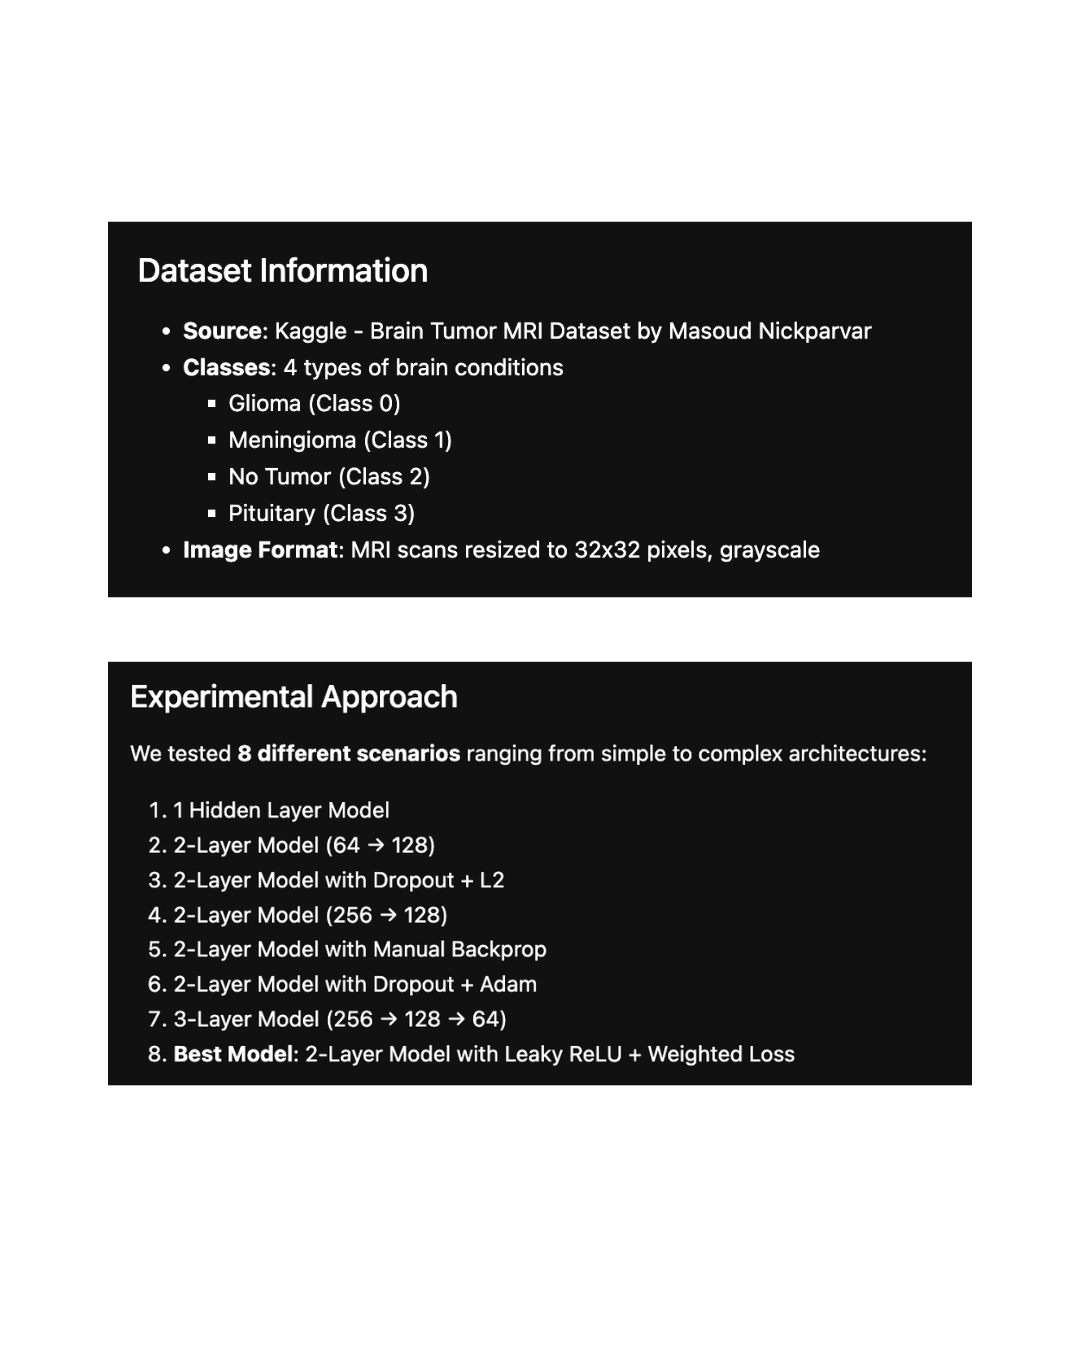 Dataset Information
• Source: Kaggle - Brain Tumor MRI Dataset by Masoud Nickparvar
• Classes: 4 types of brain conditions
▪ Glioma (Class 0)
▪ Meningioma (Class 1)
▪ No Tumor (Class 2)
▪ Pituitary (Class 3)
• Image Format: MRI scans resized to 32x32 pixels, grayscale
Experimental Approach
We tested 8 different scenarios ranging from simple to complex architectures:
1. 1 Hidden Layer Model
2. 2-Layer Model (64 → 128)
3. 2-Layer Model with Dropout + L2
4. 2-Layer Model (256 → 128)
5. 2-Layer Model with Manual Backprop
6. 2-Layer Model with Dropout + Adam
7. 3-Layer Model (256 → 128 → 64)
8. Best Model: 2-Layer Model with Leaky ReLU + Weighted Loss